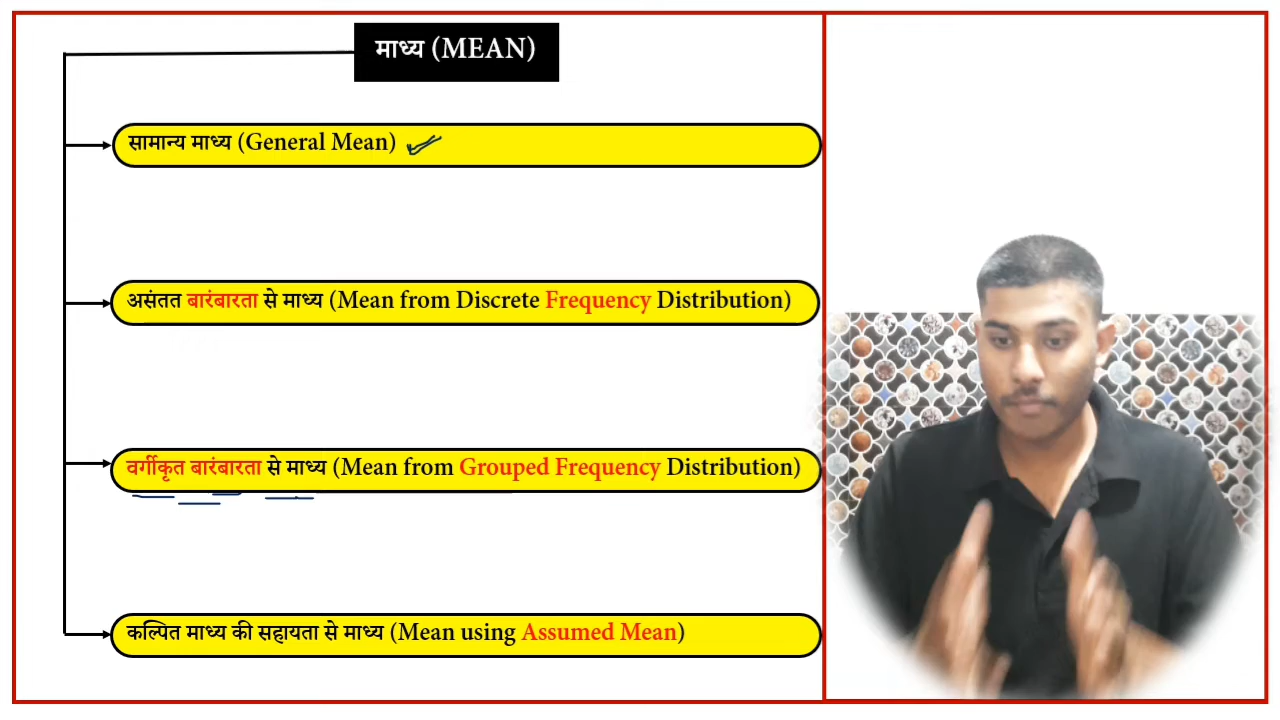 माध्य (MEAN)
सामान्य माध्य (General Mean)
असंतत बारंबारता से माध्य (Mean from Discrete Frequency Distribution)
वर्गीकृत बारंबारता से माध्य (Mean from Grouped Frequency Distribution)
कल्पित माध्य की सहायता से माध्य (Mean using Assumed Mean)